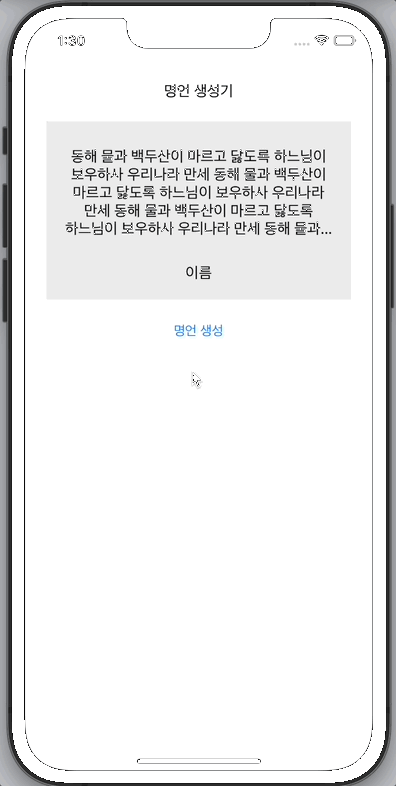 1:30
명언 생성기
동해 물과 백두산이 마르고 닳도록 하느님이
보우하사 우리나라 만세 동해 물과 백두산이
마르고 닳도록 하느님이 보우하사 우리나라
만세 동해 물과 백두산이 마르고 닳도록
하느님이 보우하사 우리나라 만세 동해 물과...
이름
명언 생성